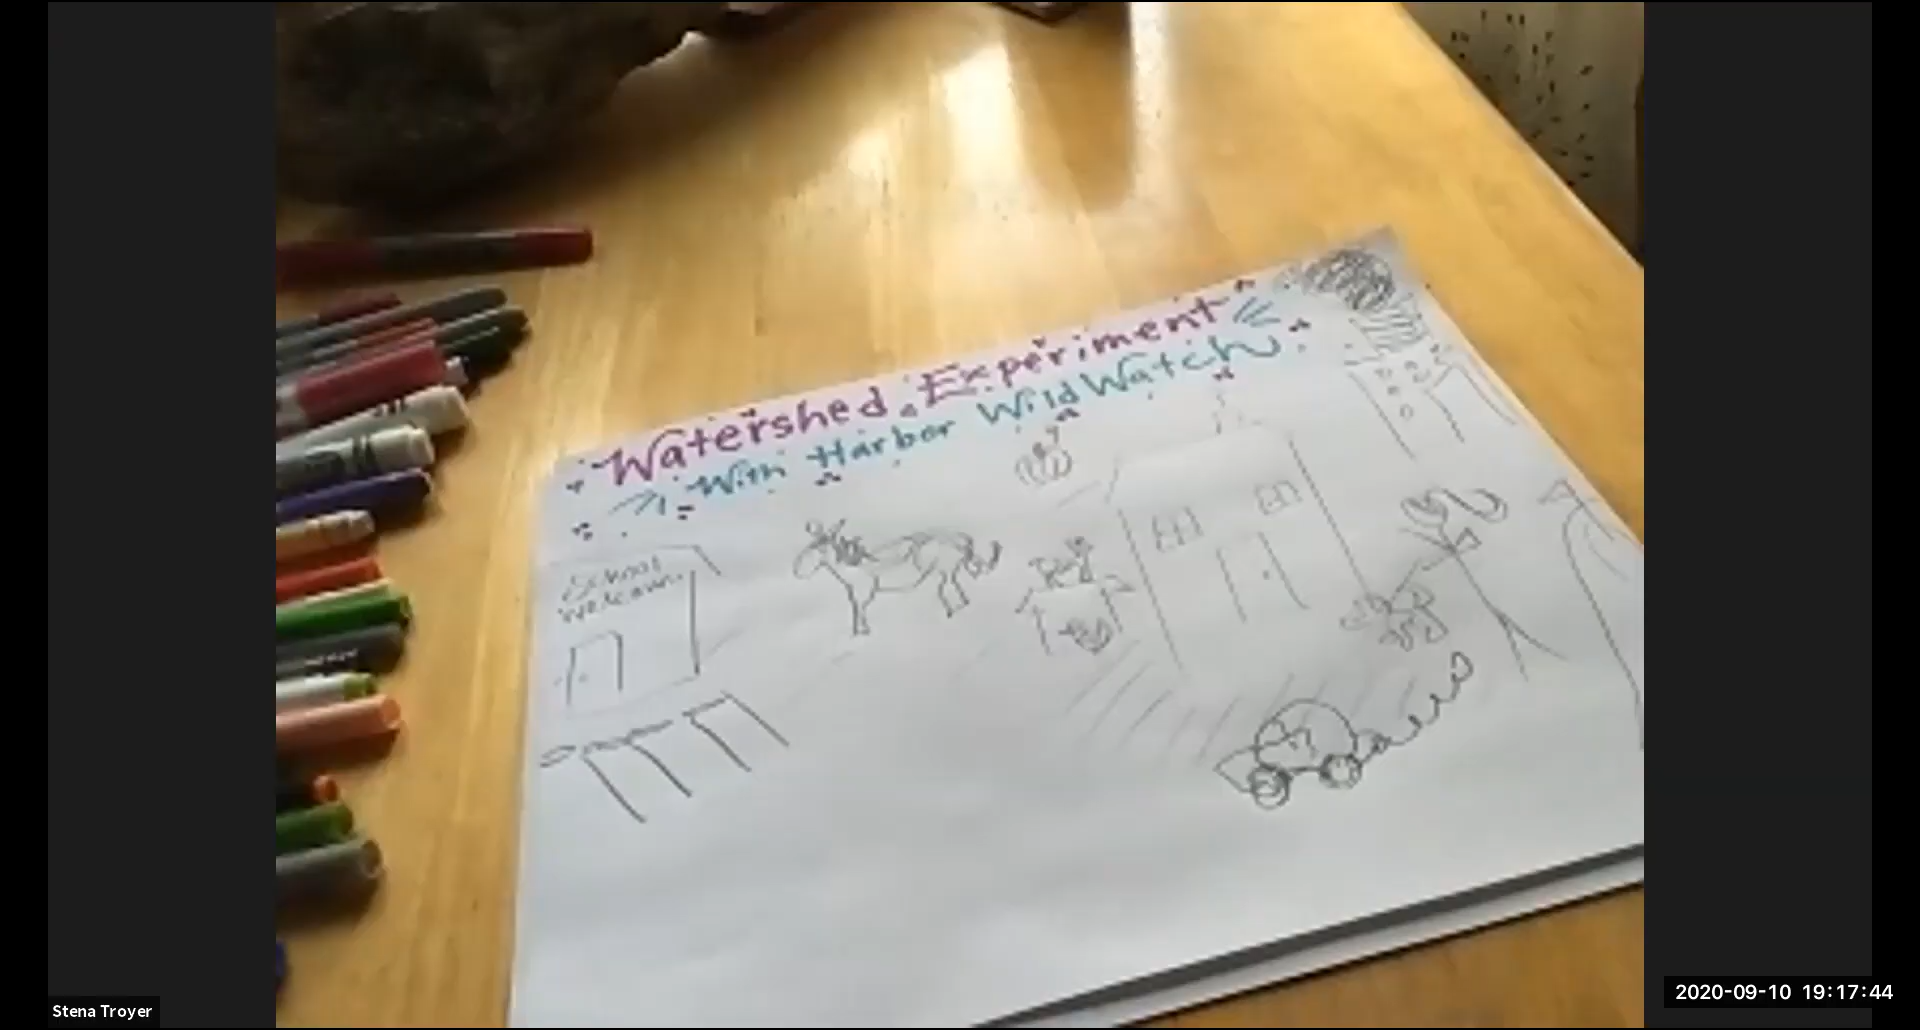 Watershed Experiment
With Harbor WildWatch
School
Welcome
Stena Troyer
2020-09-10 19:17:44